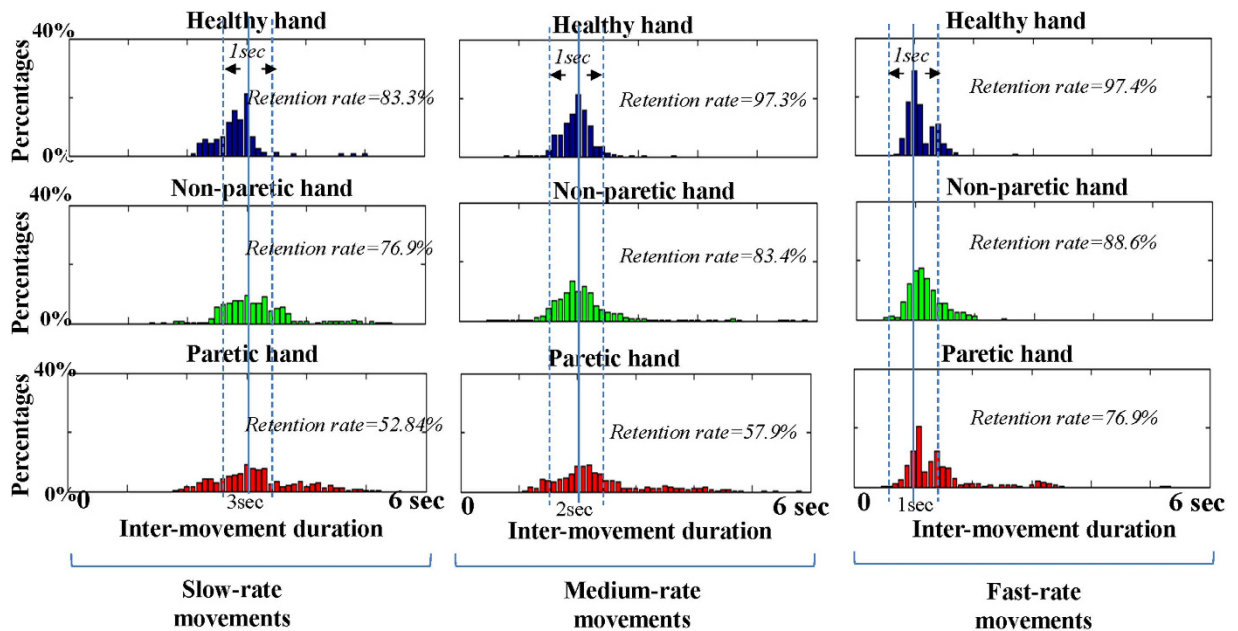 Healthy hand
Healthy hand
Healthy hand
40%
1sec
1sec
1sec
Retention rate=83.3%
Retention rate=97.3%
Retention rate=97.4%
Percentages
0%
Non-paretic hand
Non-paretic hand
Non-paretic hand
40%
Retention rate=76.9%
Retention rate=83.4%
Retention rate=88.6%
Percentages
0%
Paretic hand
Paretic hand
Paretic hand
40%
Retention rate=52.84%
Retention rate=57.9%
Retention rate=76.9%
Percentages
0%
0
3sec
6 sec
0
2sec
6 sec
0
1sec
6 sec
Inter-movement duration
Inter-movement duration
Inter-movement duration
Slow-rate
movements
Medium-rate
movements
Fast-rate
movements